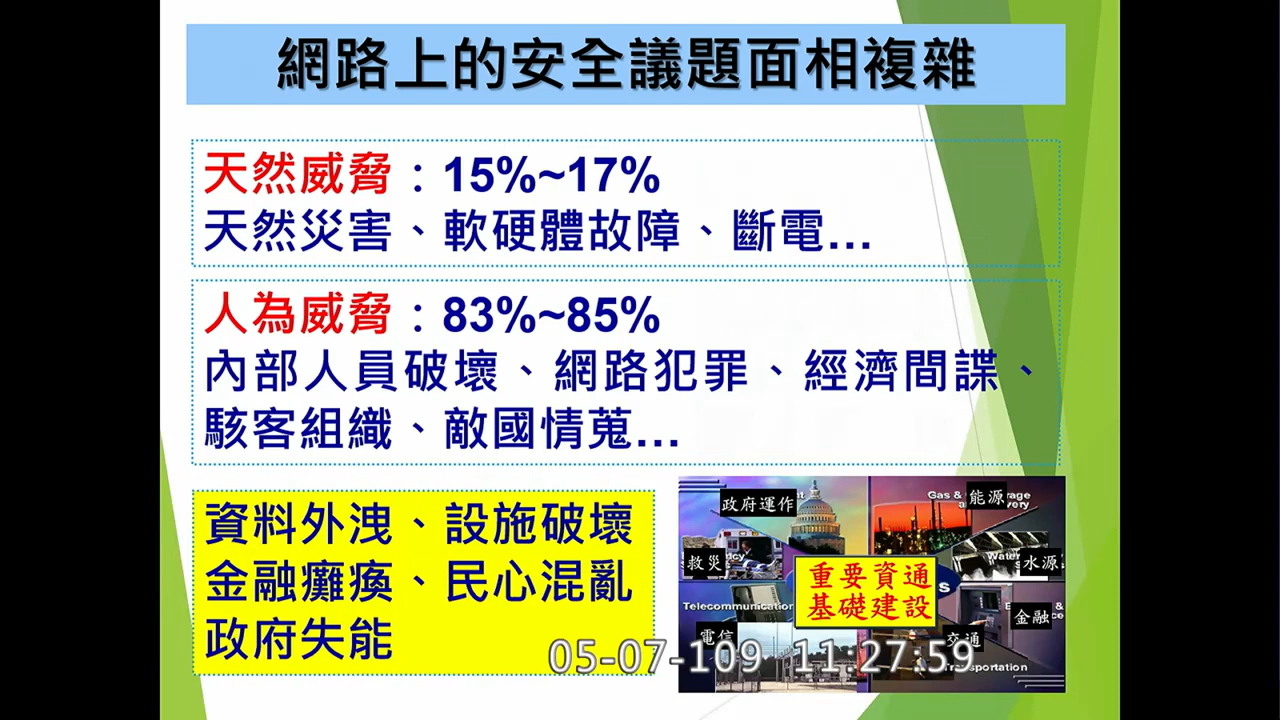 網路上的安全議題面相複雜
天然威脅：15%~17%
天然災害、軟硬體故障、斷電...
人為威脅：83%~85%
內部人員破壞、網路犯罪、經濟間諜、
駭客組織、敵國情蒐...
資料外洩、設施破壞
金融癱瘓、民心混亂
政府失能
政府運作
Gas &
能源
救災
Water
水源
重要資通
基礎建設
Telecommunication
金融
電信
交通
Transportation
05-07-109 11:27:59